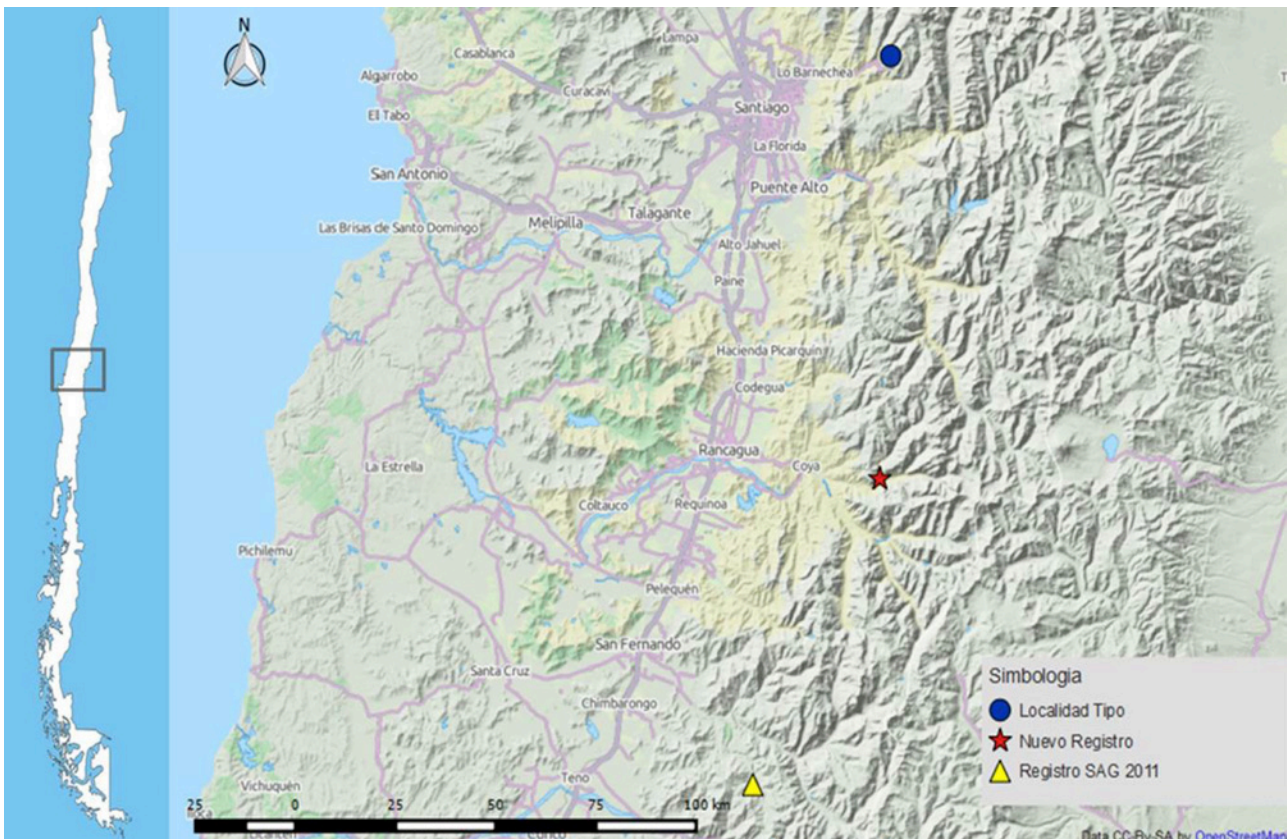 N
Lampa
Casablanca
Lo Barnechea
Algarrobo
Curacaví
Santiago
El Tabo
La Florida
San Antonio
Puente Alto
Talagante
Las Brisas de Santo Domingo
Melipilla
Alto Jahuel
Paine
Hacienda Picarquín
Codegua
Rancagua
La Estrella
Coya
Coltauco
Requinoa
Pichilemu
Pelequén
San Fernando
Santa Cruz
Chimbarongo
Simbologia
Localidad Tipo
Nuevo Registro
Registro SAG 2011
Teno
Vichuquén
25 0 25 50 75 100 km
Data CC-By-SA by OpenStreetMap